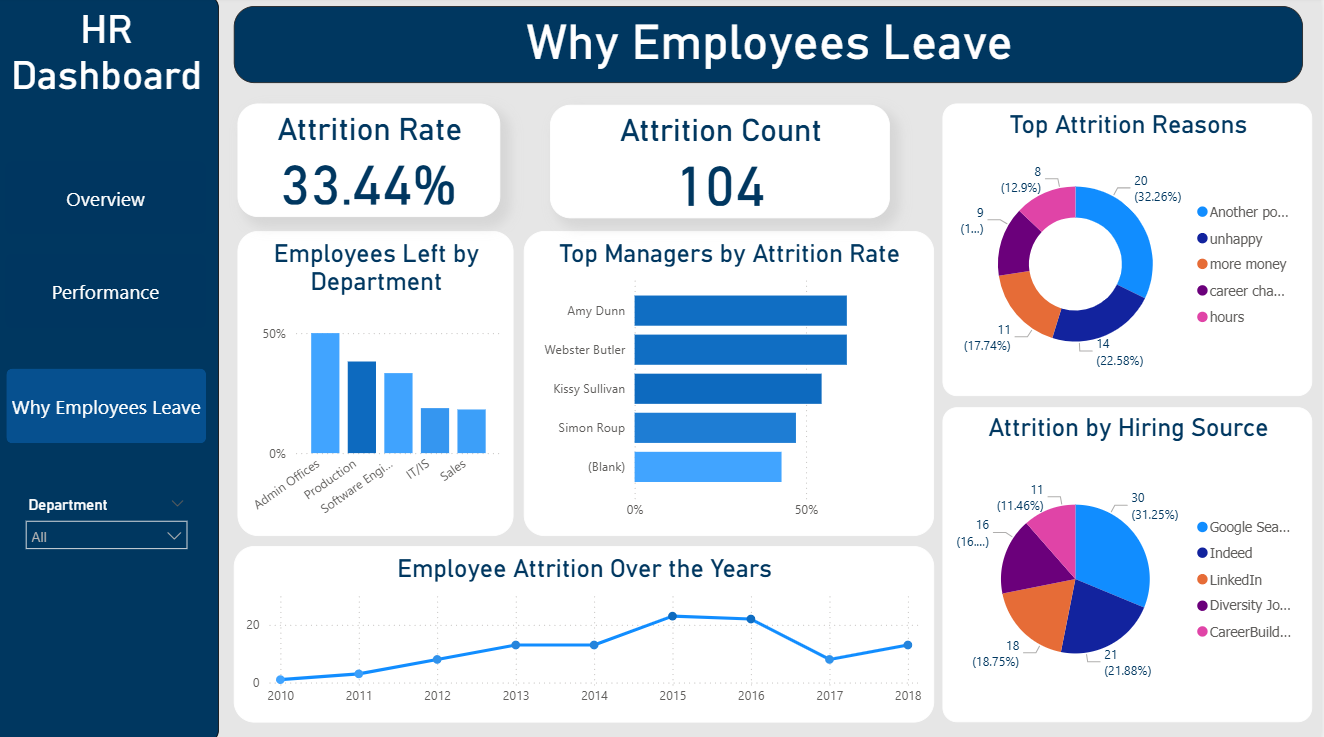 HR
Dashboard
Overview
Performance
Why Employees Leave
Department
All
Why Employees Leave
Attrition Rate
33.44%
Attrition Count
104
Employees Left by
Department
50%
0%
Admin Offices
Production
Software Engi...
IT/IS
Sales
Top Managers by Attrition Rate
Amy Dunn
Webster Butler
Kissy Sullivan
Simon Roup
(Blank)
0%
50%
Employee Attrition Over the Years
20
0
2010
2011
2012
2013
2014
2015
2016
2017
2018
Top Attrition Reasons
20
(32.26%)
14
(22.58%)
11
(17.74%)
9
(1...)
8
(12.9%)
Another po...
unhappy
more money
career cha...
hours
Attrition by Hiring Source
30
(31.25%)
21
(21.88%)
18
(18.75%)
16
(16....)
11
(11.46%)
Google Sea...
Indeed
LinkedIn
Diversity Jo...
CareerBuild...